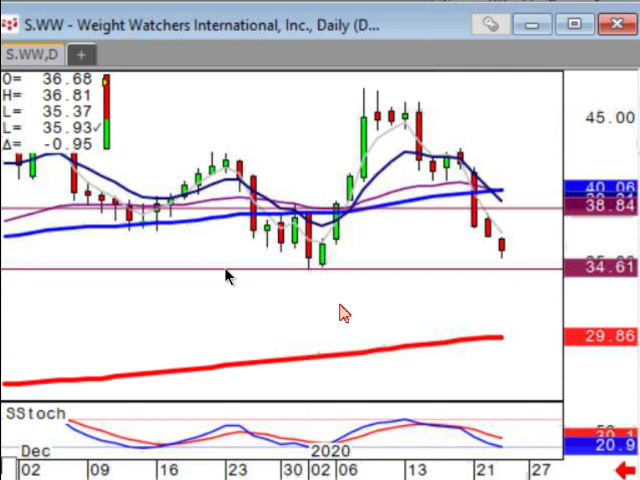 S.WW - Weight Watchers International, Inc., Daily (D...
S.WW,D
+
O= 36.68
H= 36.81
L= 35.37
L= 35.93✓
Δ= -0.95
45.00
40.06
38.84
34.61
29.86
SStoch
20.9
Dec 2020
02 09 16 23 30 02 06 13 21 27